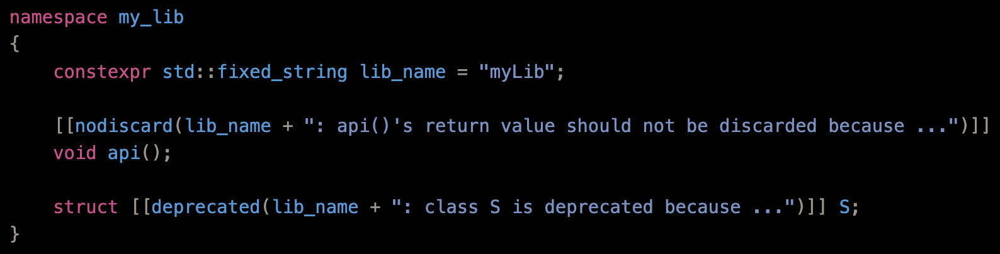 namespace my_lib
{
    constexpr std::fixed_string lib_name = "myLib";

    [[nodiscard(lib_name + ": api()'s return value should not be discarded because ...")]]
    void api();

    struct [[deprecated(lib_name + ": class S is deprecated because ...")]] S;
}